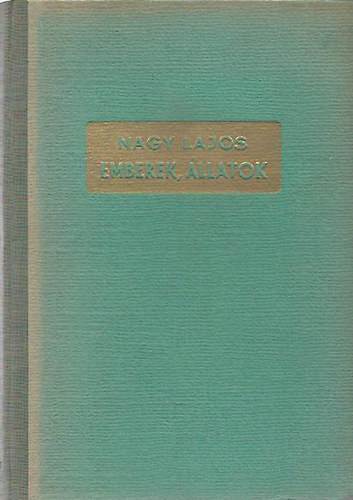 NAGY LAJOS
EMBEREK, ÁLLATOK